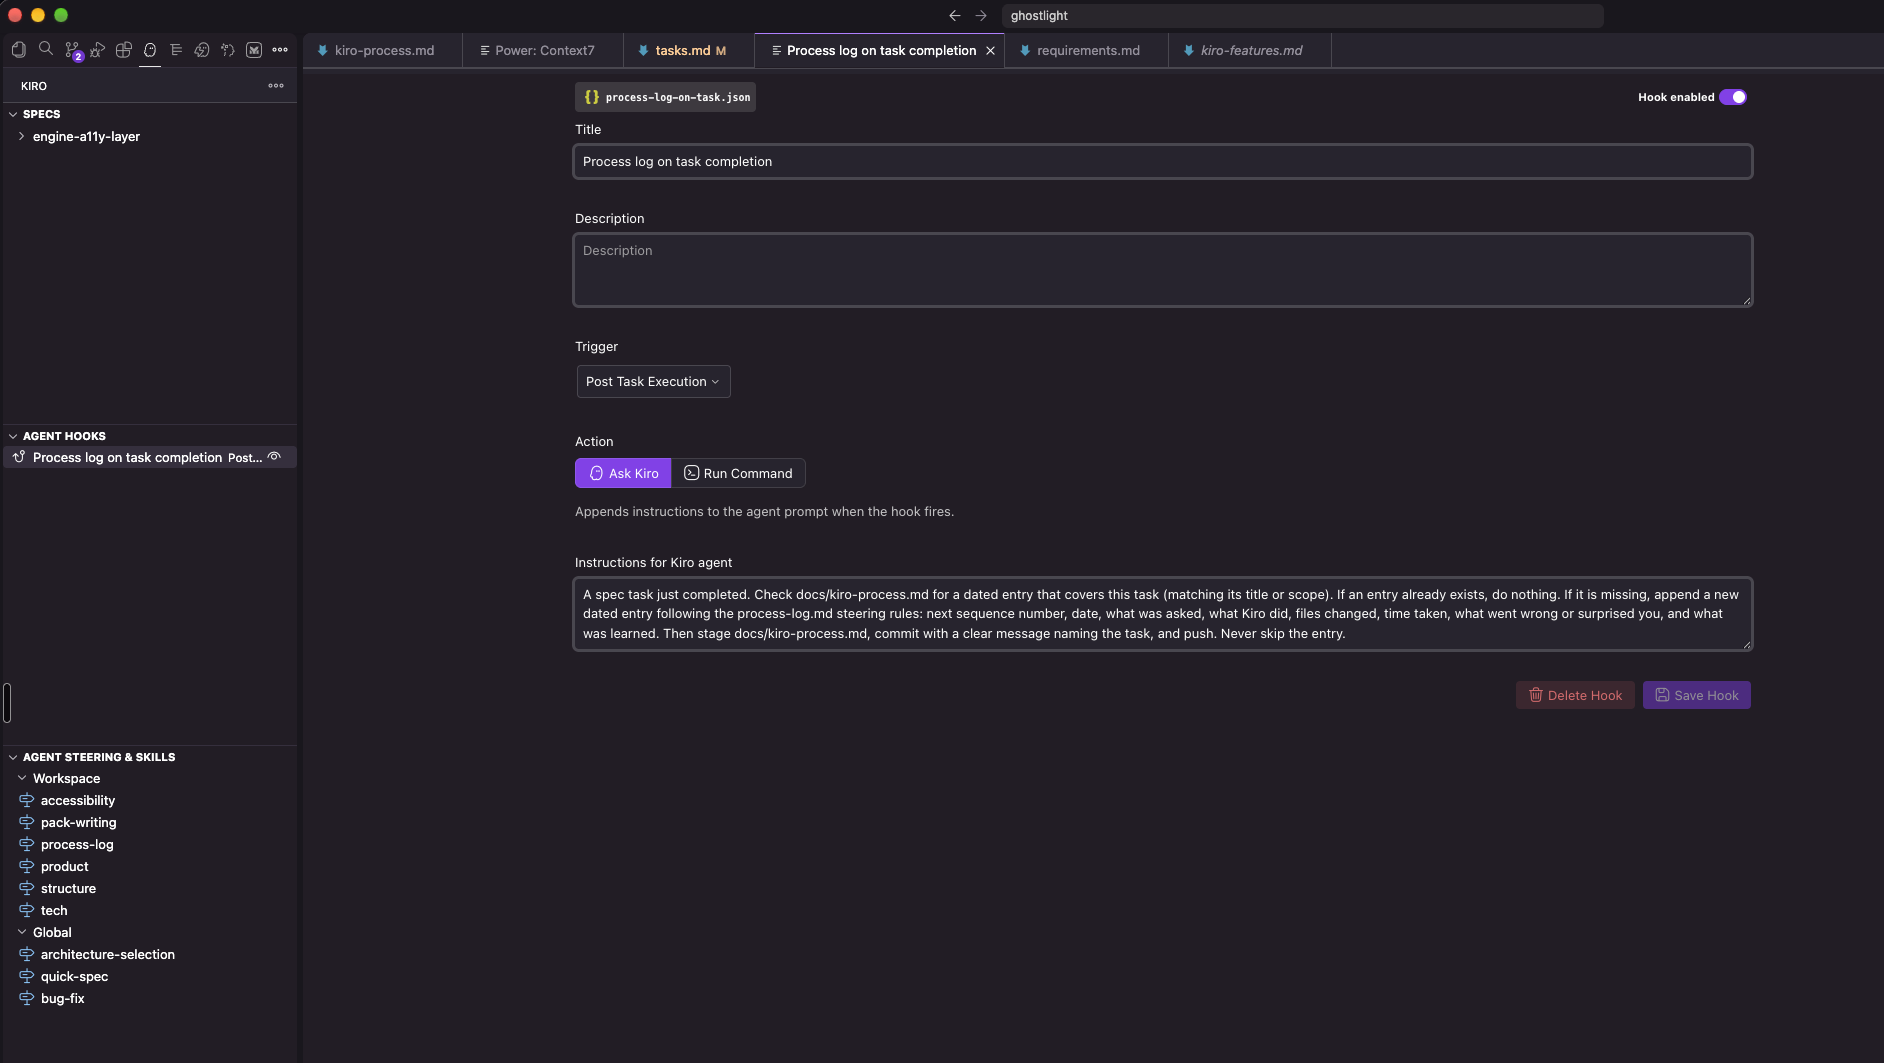 ghostlight
2
kiro-process.md
Power: Context7
tasks.md M
Process log on task completion
requirements.md
kiro-features.md
KIRO
SPECS
engine-a11y-layer
AGENT HOOKS
Process log on task completion Post...
AGENT STEERING & SKILLS
Workspace
accessibility
pack-writing
process-log
product
structure
tech
Global
architecture-selection
quick-spec
bug-fix
{} process-log-on-task.json
Hook enabled
Title
Process log on task completion
Description
Description
Trigger
Post Task Execution
Action
Ask Kiro
Run Command
Appends instructions to the agent prompt when the hook fires.
Instructions for Kiro agent
A spec task just completed. Check docs/kiro-process.md for a dated entry that covers this task (matching its title or scope). If an entry already exists, do nothing. If it is missing, append a new
dated entry following the process-log.md steering rules: next sequence number, date, what was asked, what Kiro did, files changed, time taken, what went wrong or surprised you, and what
was learned. Then stage docs/kiro-process.md, commit with a clear message naming the task, and push. Never skip the entry.
Delete Hook
Save Hook